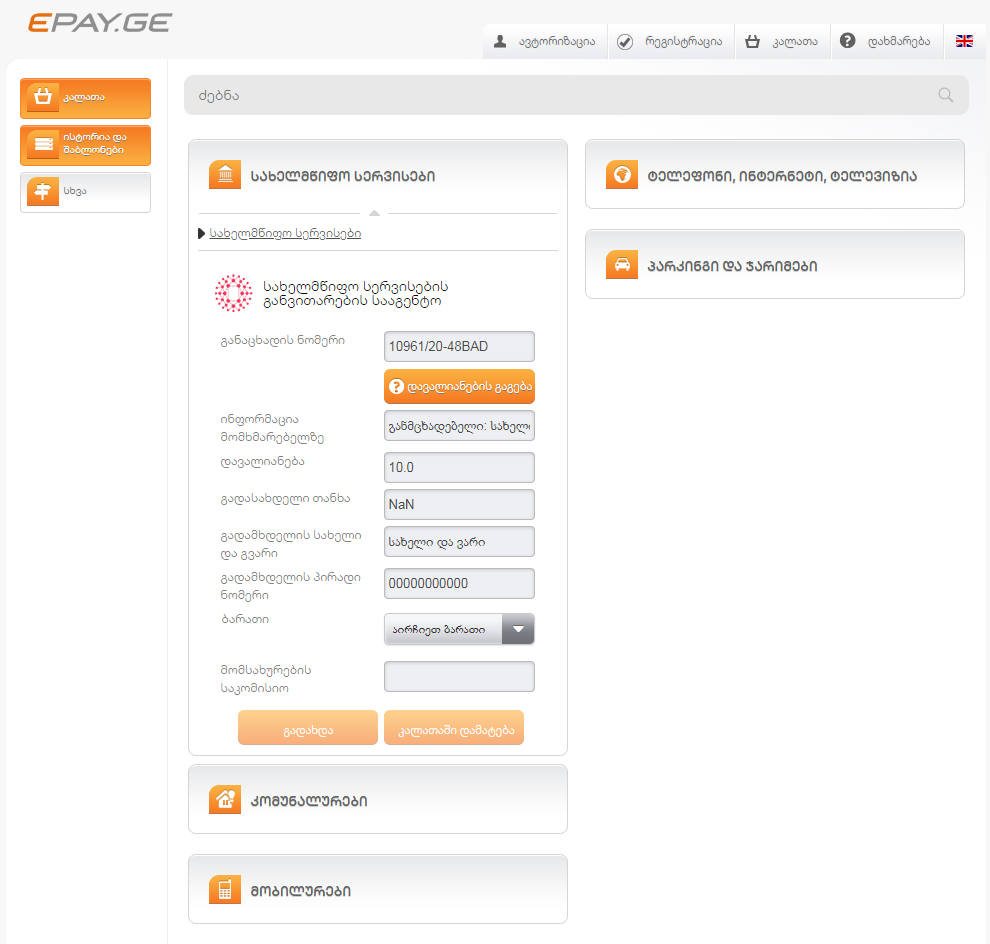 EPAY.GE
ავტორიზაცია
რეგისტრაცია
კალათა
დახმარება
კალათა
ისტორია და
შაბლონები
სხვა
ძებნა
სახელმწიფო სერვისები
სახელმწიფო სერვისები
სახელმწიფო სერვისების
განვითარების სააგენტო
განაცხადის ნომერი
10961/20-48BAD
დავალიანების გაგება
ინფორმაცია
მომხმარებელზე
განმცხადებელი: სახელი
დავალიანება
10.0
გადასახდელი თანხა
NaN
გადამხდელის სახელი
და გვარი
სახელი და ვარი
გადამხდელის პირადი
ნომერი
00000000000
ბარათი
აირჩიეთ ბარათი
მომსახურების
საკომისიო
გადახდა
კალათაში დამატება
კომუნალურები
მობილურები
ტელეფონი, ინტერნეტი, ტელევიზია
პარკინგი და ჯარიმები